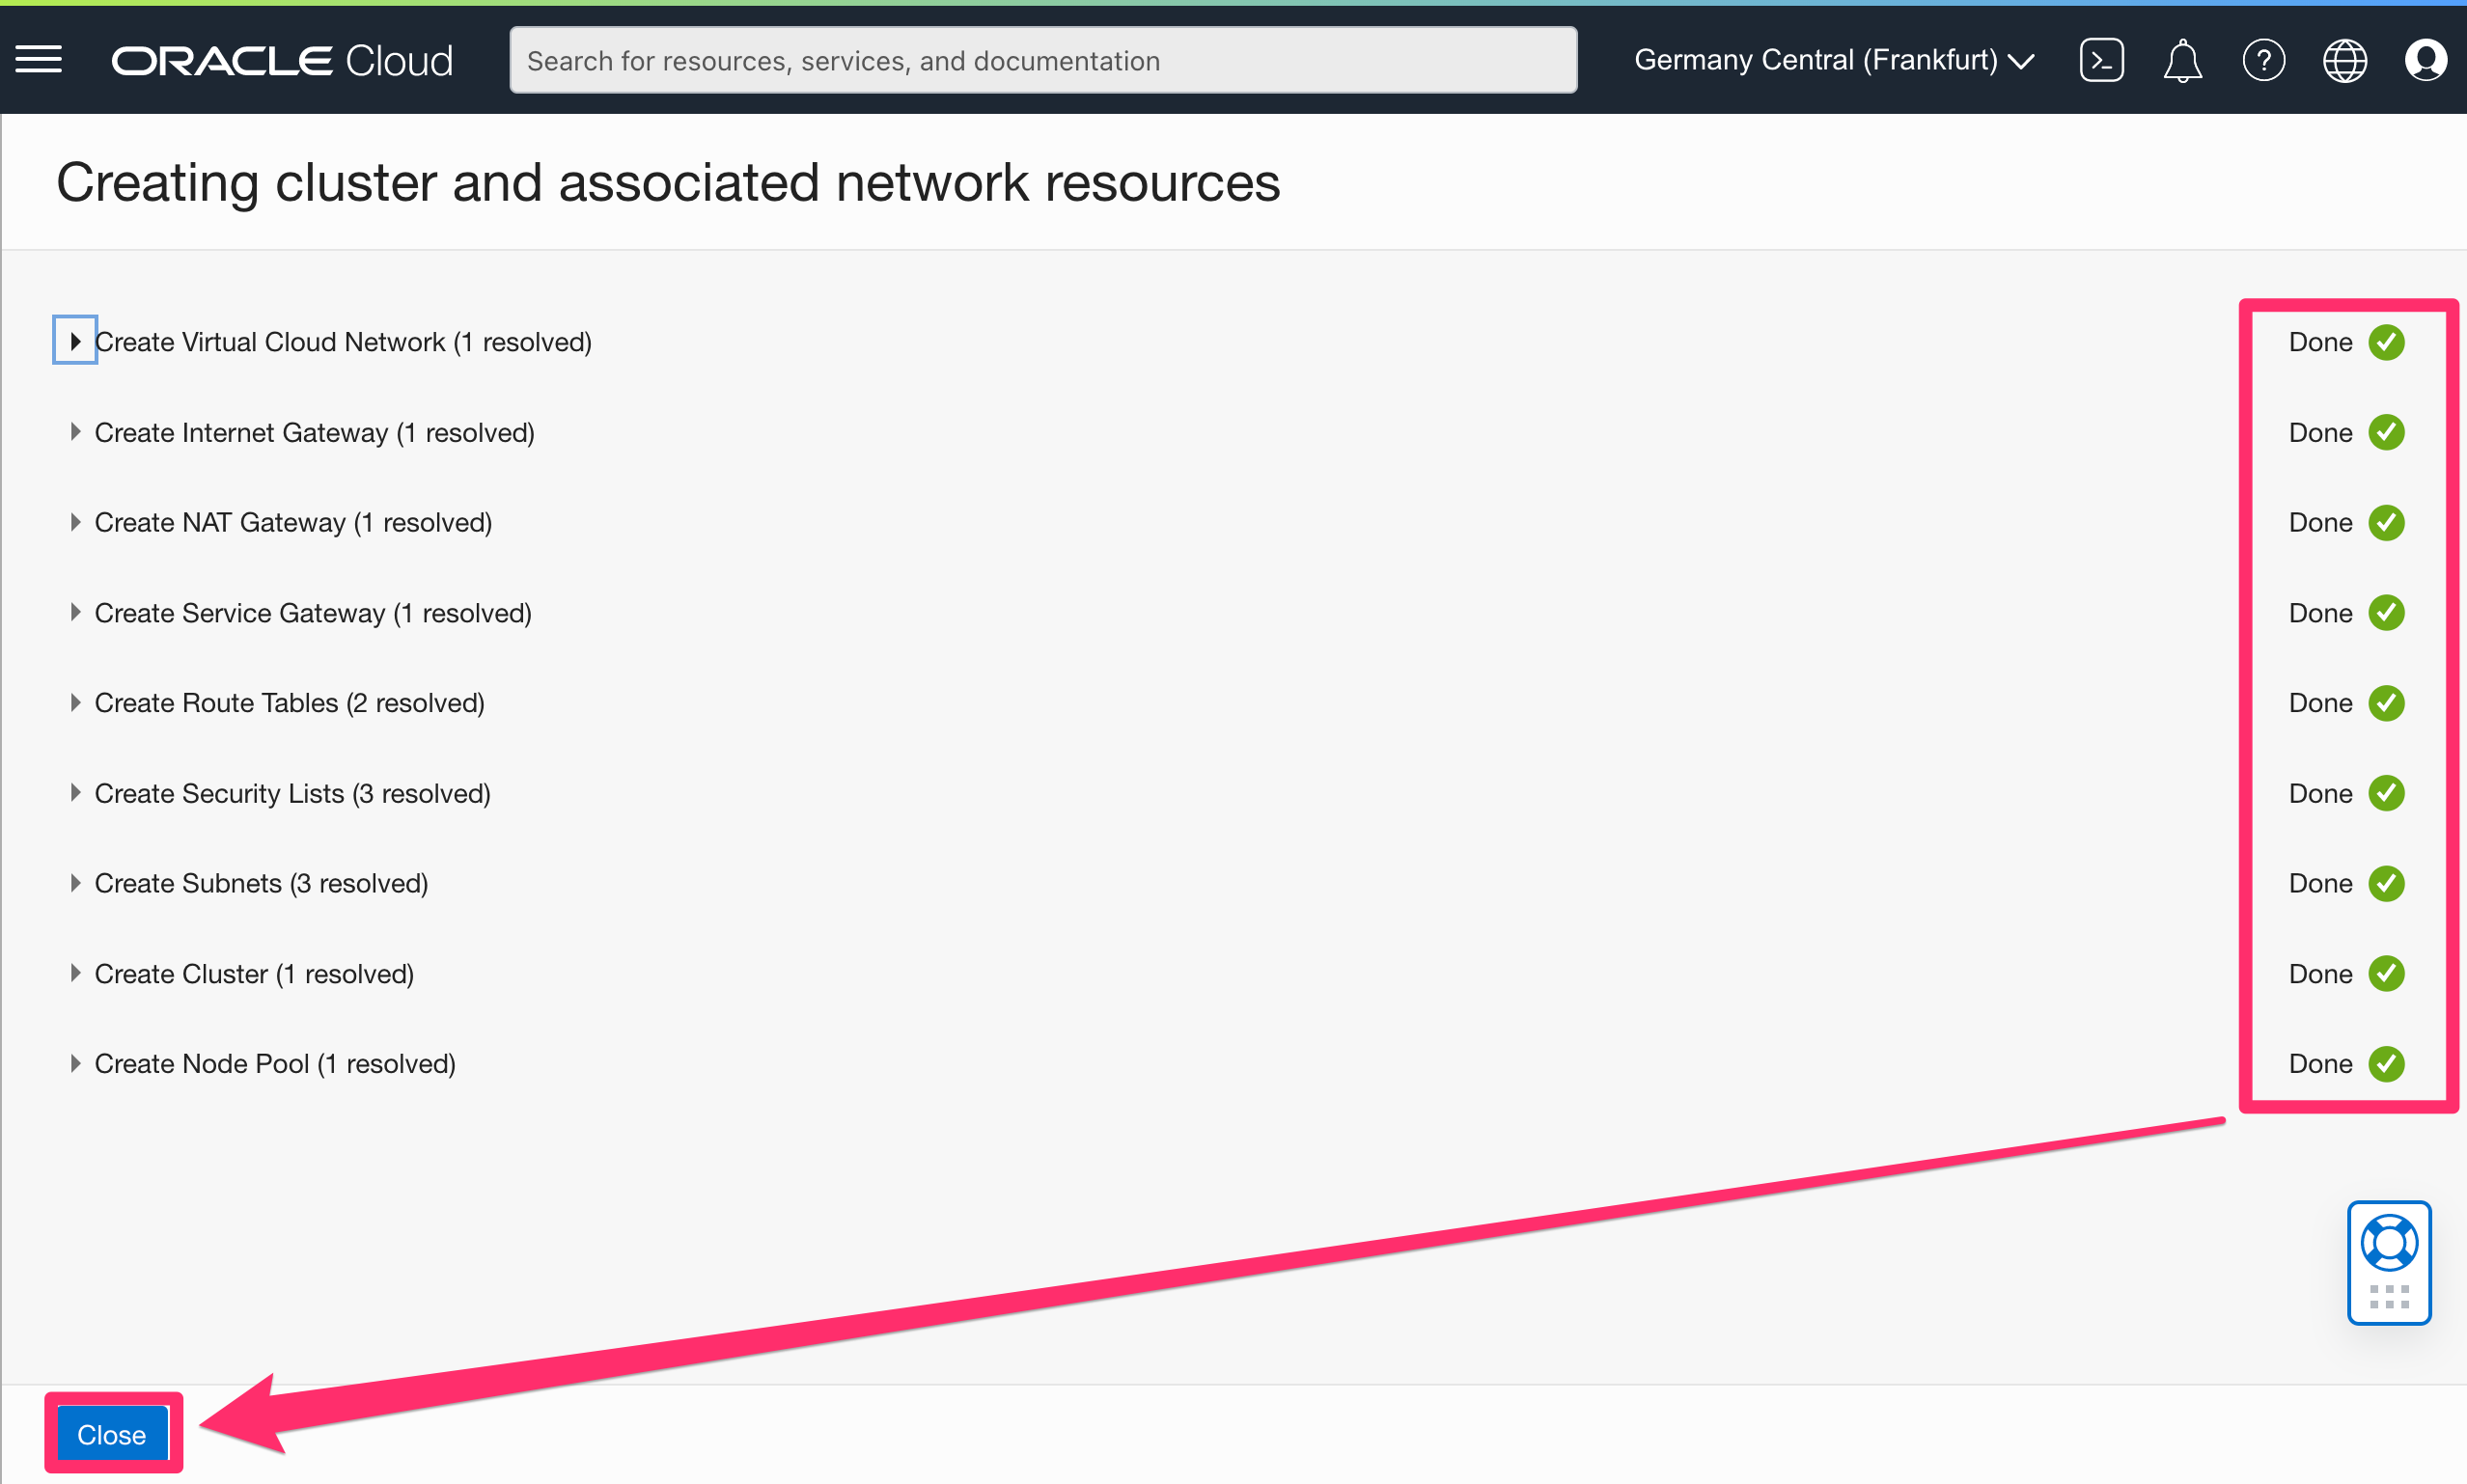 ORACLE Cloud
Search for resources, services, and documentation
Germany Central (Frankfurt)
Creating cluster and associated network resources
Create Virtual Cloud Network (1 resolved) Done
Create Internet Gateway (1 resolved) Done
Create NAT Gateway (1 resolved) Done
Create Service Gateway (1 resolved) Done
Create Route Tables (2 resolved) Done
Create Security Lists (3 resolved) Done
Create Subnets (3 resolved) Done
Create Cluster (1 resolved) Done
Create Node Pool (1 resolved) Done
Close